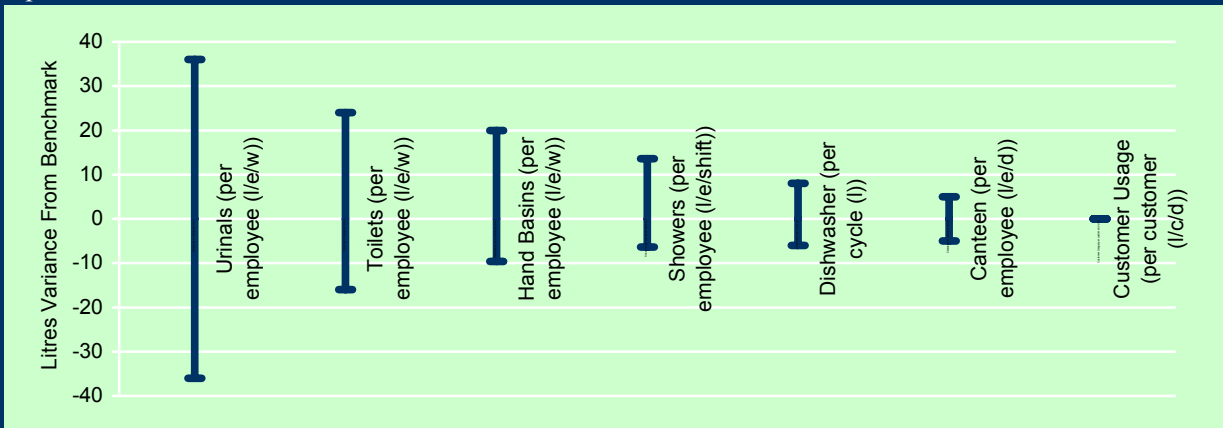 Litres Variance From Benchmark
40
30
20
10
0
-10
-20
-30
-40
Urinals (per
employee (l/e/w))
Toilets (per
employee (l/e/w))
Hand Basins (per
employee (l/e/w))
Showers (per
employee (l/e/shift))
Dishwasher (per
cycle (l))
Canteen (per
employee (l/e/d))
Customer Usage
(per customer
(l/c/d))